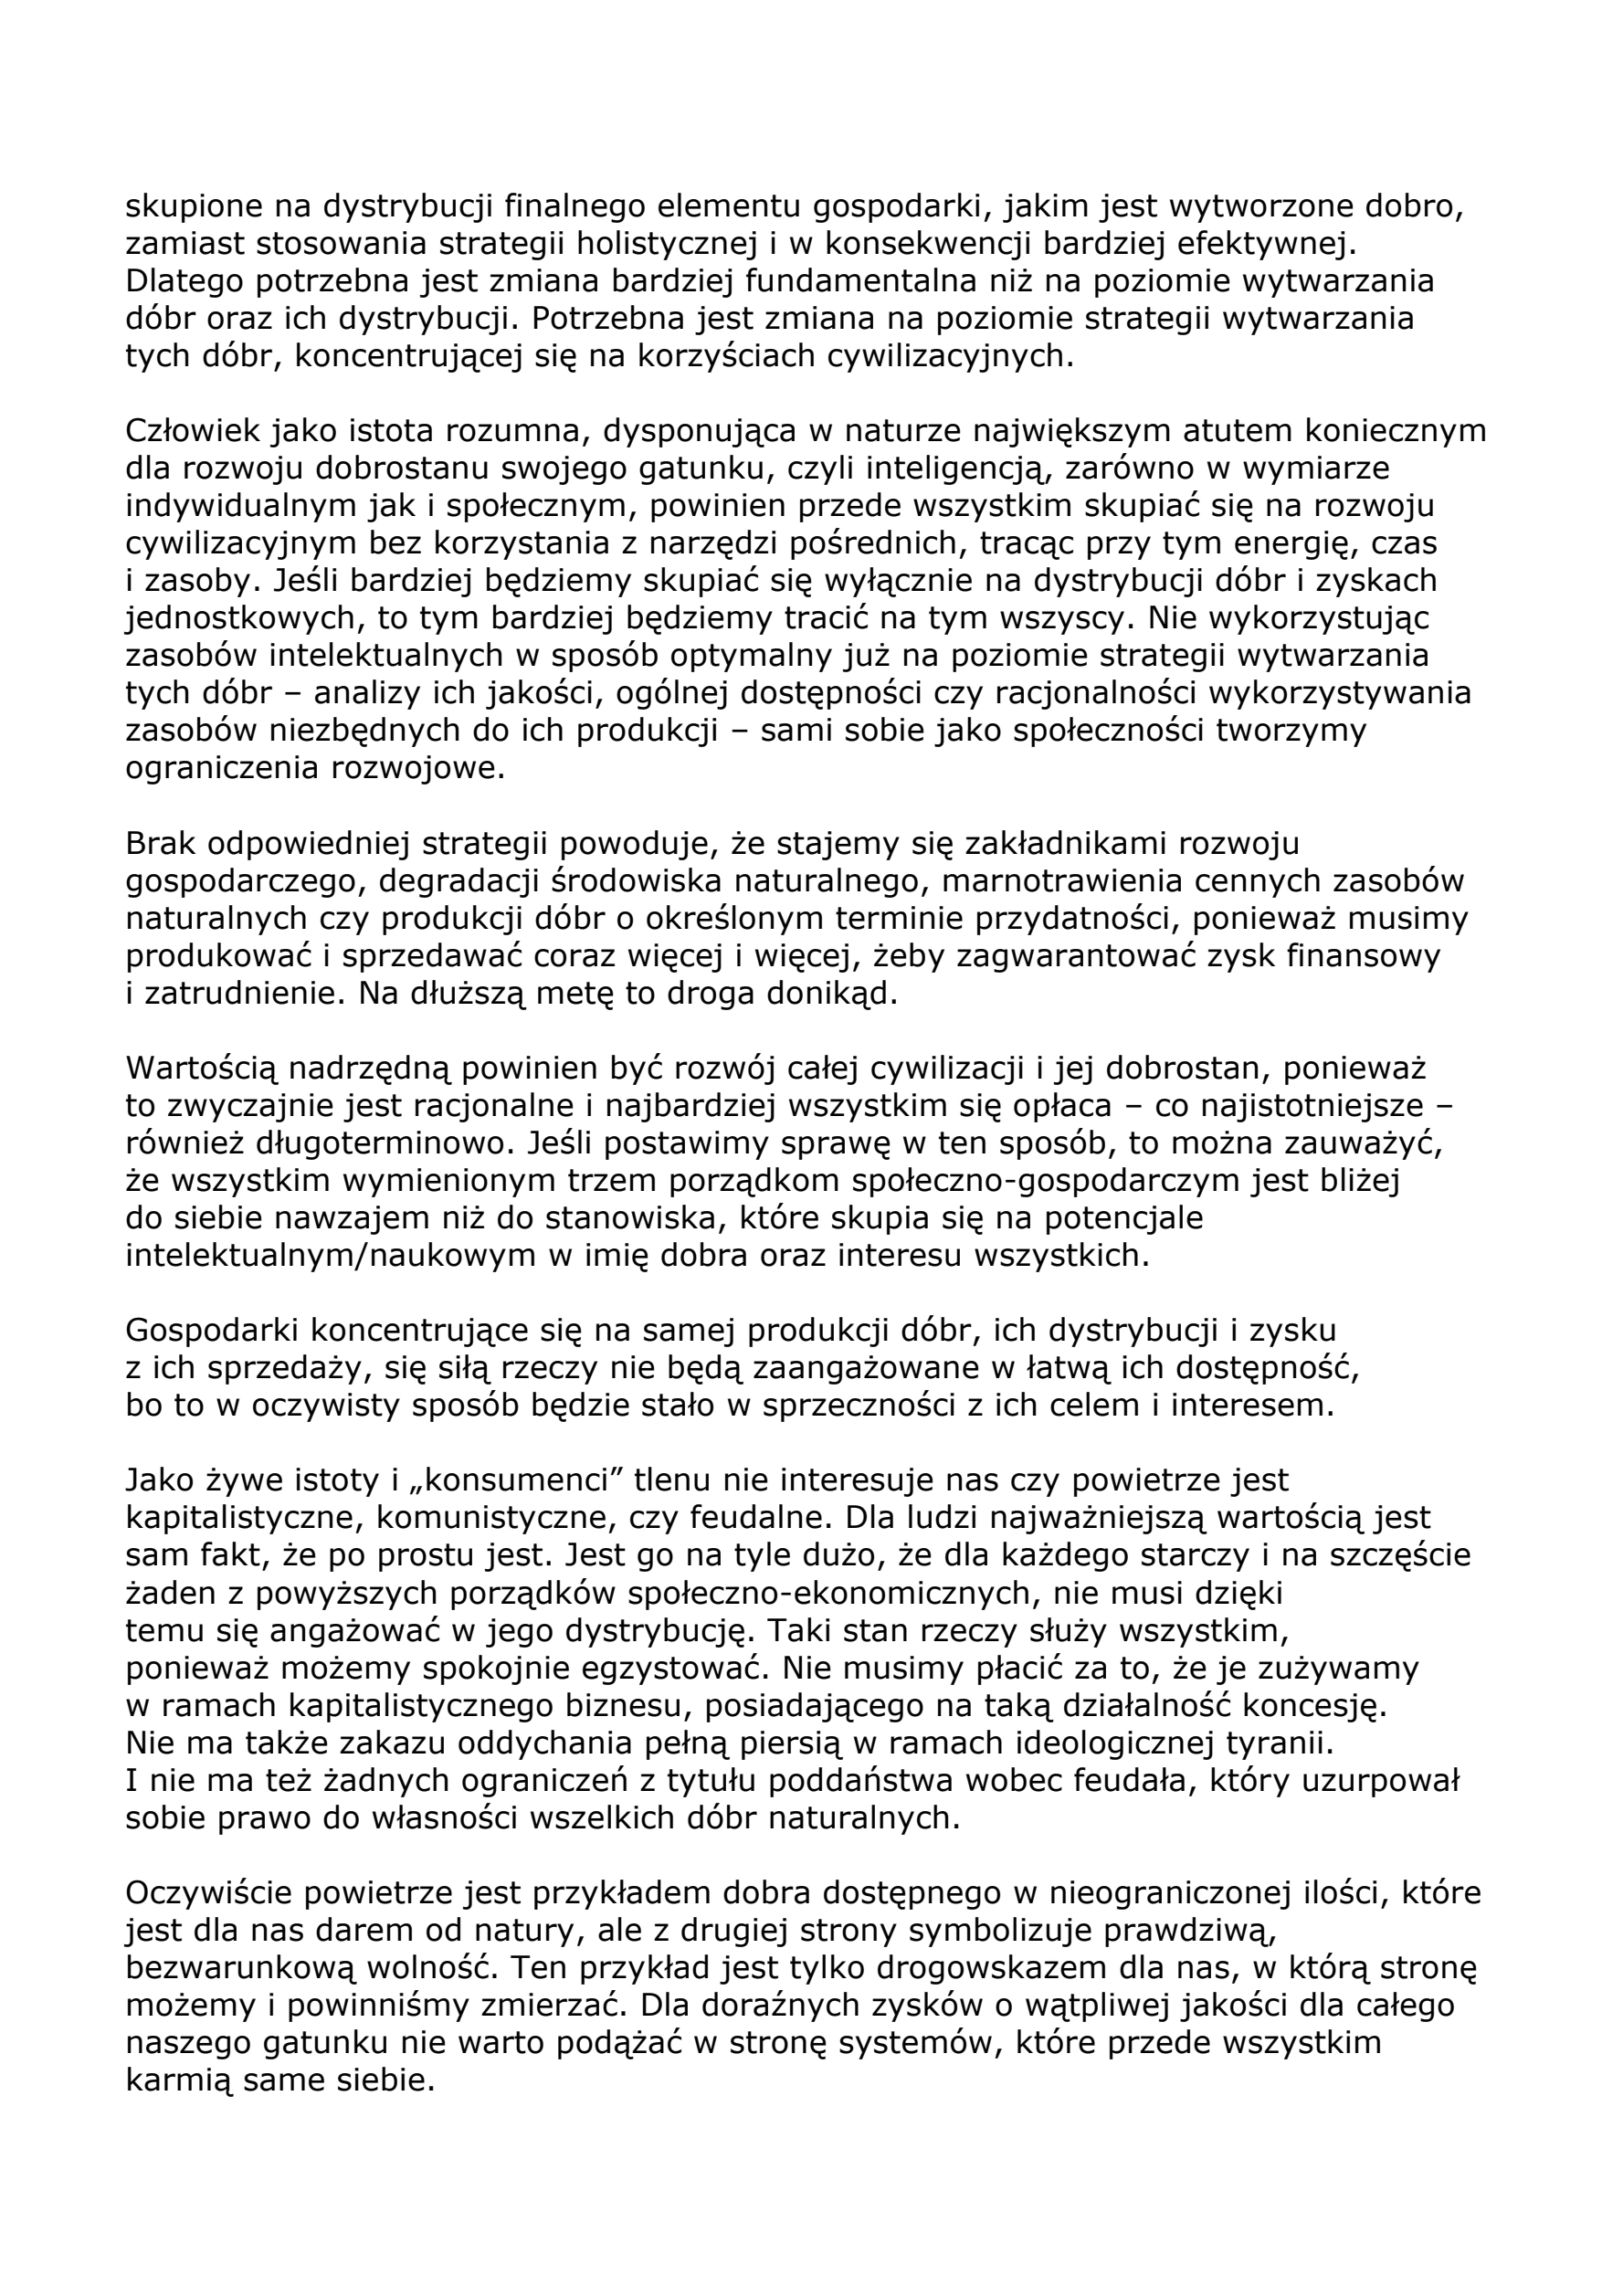 skupione na dystrybucji finalnego elementu gospodarki, jakim jest wytworzone dobro,
zamiast stosowania strategii holistycznej i w konsekwencji bardziej efektywnej.
Dlatego potrzebna jest zmiana bardziej fundamentalna niż na poziomie wytwarzania
dóbr oraz ich dystrybucji. Potrzebna jest zmiana na poziomie strategii wytwarzania
tych dóbr, koncentrującej się na korzyściach cywilizacyjnych.

Człowiek jako istota rozumna, dysponująca w naturze największym atutem koniecznym
dla rozwoju dobrostanu swojego gatunku, czyli inteligencją, zarówno w wymiarze
indywidualnym jak i społecznym, powinien przede wszystkim skupiać się na rozwoju
cywilizacyjnym bez korzystania z narzędzi pośrednich, tracąc przy tym energię, czas
i zasoby. Jeśli bardziej będziemy skupiać się wyłącznie na dystrybucji dóbr i zyskach
jednostkowych, to tym bardziej będziemy tracić na tym wszyscy. Nie wykorzystując
zasobów intelektualnych w sposób optymalny już na poziomie strategii wytwarzania
tych dóbr – analizy ich jakości, ogólnej dostępności czy racjonalności wykorzystywania
zasobów niezbędnych do ich produkcji – sami sobie jako społeczności tworzymy
ograniczenia rozwojowe.

Brak odpowiedniej strategii powoduje, że stajemy się zakładnikami rozwoju
gospodarczego, degradacji środowiska naturalnego, marnotrawienia cennych zasobów
naturalnych czy produkcji dóbr o określonym terminie przydatności, ponieważ musimy
produkować i sprzedawać coraz więcej i więcej, żeby zagwarantować zysk finansowy
i zatrudnienie. Na dłuższą metę to droga donikąd.

Wartością nadrzędną powinien być rozwój całej cywilizacji i jej dobrostan, ponieważ
to zwyczajnie jest racjonalne i najbardziej wszystkim się opłaca – co najistotniejsze –
również długoterminowo. Jeśli postawimy sprawę w ten sposób, to można zauważyć,
że wszystkim wymienionym trzem porządkom społeczno-gospodarczym jest bliżej
do siebie nawzajem niż do stanowiska, które skupia się na potencjale
intelektualnym/naukowym w imię dobra oraz interesu wszystkich.

Gospodarki koncentrujące się na samej produkcji dóbr, ich dystrybucji i zysku
z ich sprzedaży, się siłą rzeczy nie będą zaangażowane w łatwą ich dostępność,
bo to w oczywisty sposób będzie stało w sprzeczności z ich celem i interesem.

Jako żywe istoty i „konsumenci” tlenu nie interesuje nas czy powietrze jest
kapitalistyczne, komunistyczne, czy feudalne. Dla ludzi najważniejszą wartością jest
sam fakt, że po prostu jest. Jest go na tyle dużo, że dla każdego starczy i na szczęście
żaden z powyższych porządków społeczno-ekonomicznych, nie musi dzięki
temu się angażować w jego dystrybucję. Taki stan rzeczy służy wszystkim,
ponieważ możemy spokojnie egzystować. Nie musimy płacić za to, że je zużywamy
w ramach kapitalistycznego biznesu, posiadającego na taką działalność koncesję.
Nie ma także zakazu oddychania pełną piersią w ramach ideologicznej tyranii.
I nie ma też żadnych ograniczeń z tytułu poddaństwa wobec feudała, który uzurpował
sobie prawo do własności wszelkich dóbr naturalnych.

Oczywiście powietrze jest przykładem dobra dostępnego w nieograniczonej ilości, które
jest dla nas darem od natury, ale z drugiej strony symbolizuje prawdziwą,
bezwarunkową wolność. Ten przykład jest tylko drogowskazem dla nas, w którą stronę
możemy i powinniśmy zmierzać. Dla doraźnych zysków o wątpliwej jakości dla całego
naszego gatunku nie warto podążać w stronę systemów, które przede wszystkim
karmią same siebie.